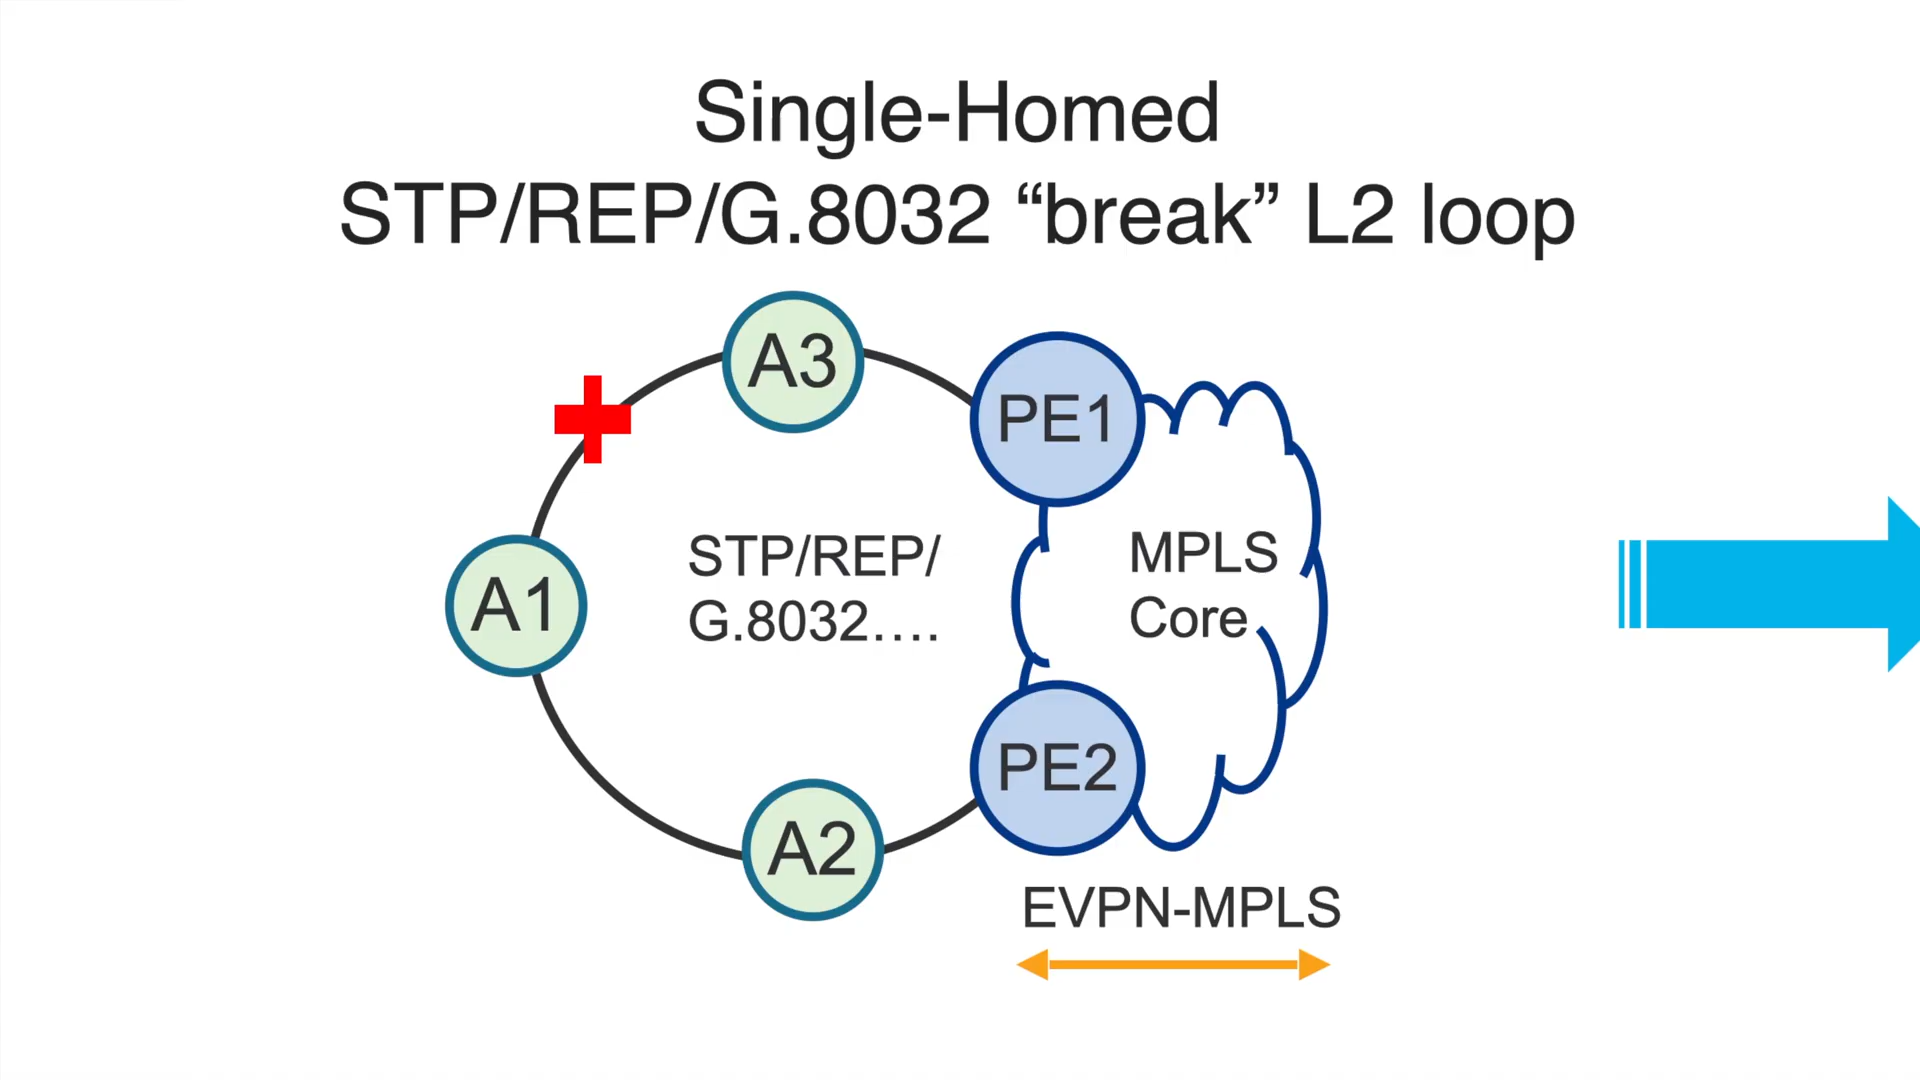 Single-Homed
STP/REP/G.8032 “break” L2 loop
A3
PE1
STP/REP/
G.8032….
MPLS
Core
A1
PE2
A2
EVPN-MPLS